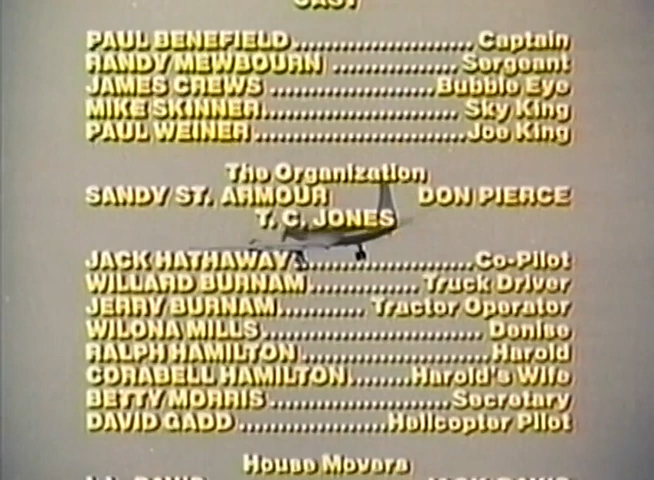 CAST
PAUL BENEFIELD........................Captain
RANDY MEWBOURN ................Sergeant
JAMES CREWS .....................Bubble Eye
MIKE SKINNER......................... Sky King
PAUL WEINER...........................Joe King
The Organization
SANDY ST. ARMOUR DON PIERCE
T. C. JONES
JACK HATHAWAY......................Co-Pilot
WILLARD BURNAM.............. Truck Driver
JERRY BURNAM........... Tractor Operator
WILONA MILLS ........................... Denise
RALPH HAMILTON .......................Harold
CORABELL HAMILTON........Harold's Wife
BETTY MORRIS .......................Secretary
DAVID GADD ...................Helicopter Pilot
House Movers